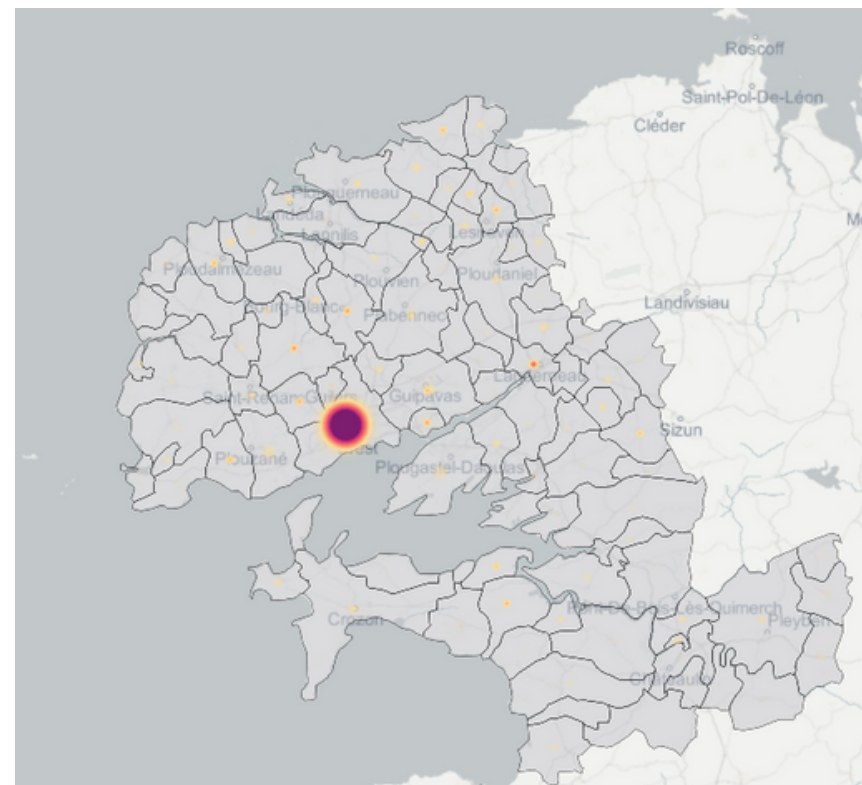 Roscoff
Saint-Pol-De-Léon
Cléder
Plouguerneau
Landéda
Lannilis
Lesneven
Ploudalmézeau
Plouvien
Ploudaniel
Bourg-Blanc
Plabennec
Landivisiau
Landerneau
Saint-Renan
Guilers
Guipavas
Sizun
Brest
Plouzané
Plougastel-Daoulas
Pont-De-Buis-Lès-Quimerch
Crozon
Pleyben
Châteaulin